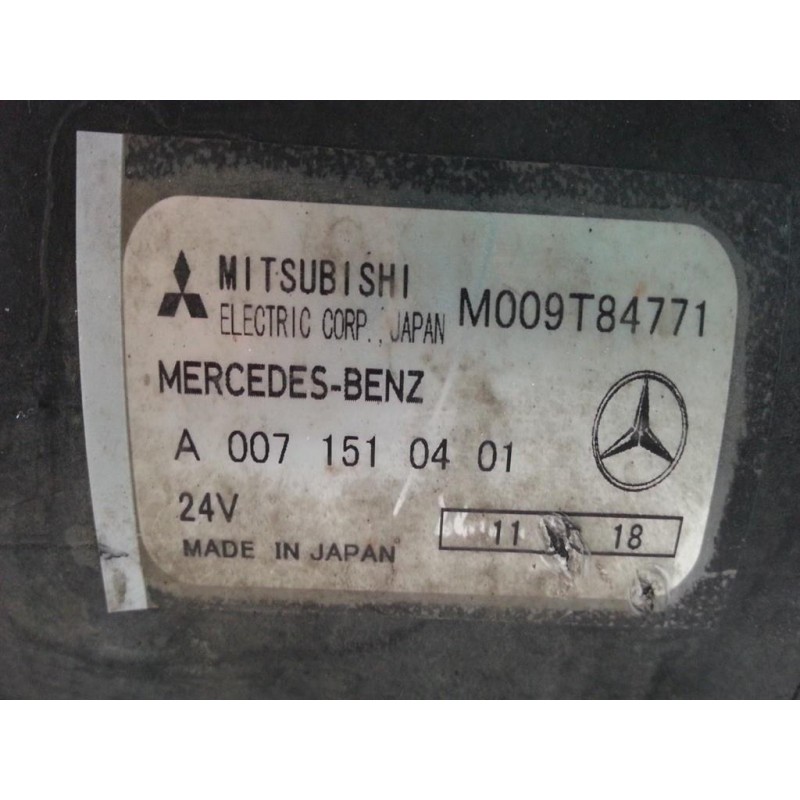 MITSUBISHI
ELECTRIC CORP., JAPAN
M009T84771
MERCEDES-BENZ
A 007 151 04 01
24V
11 18
MADE IN JAPAN